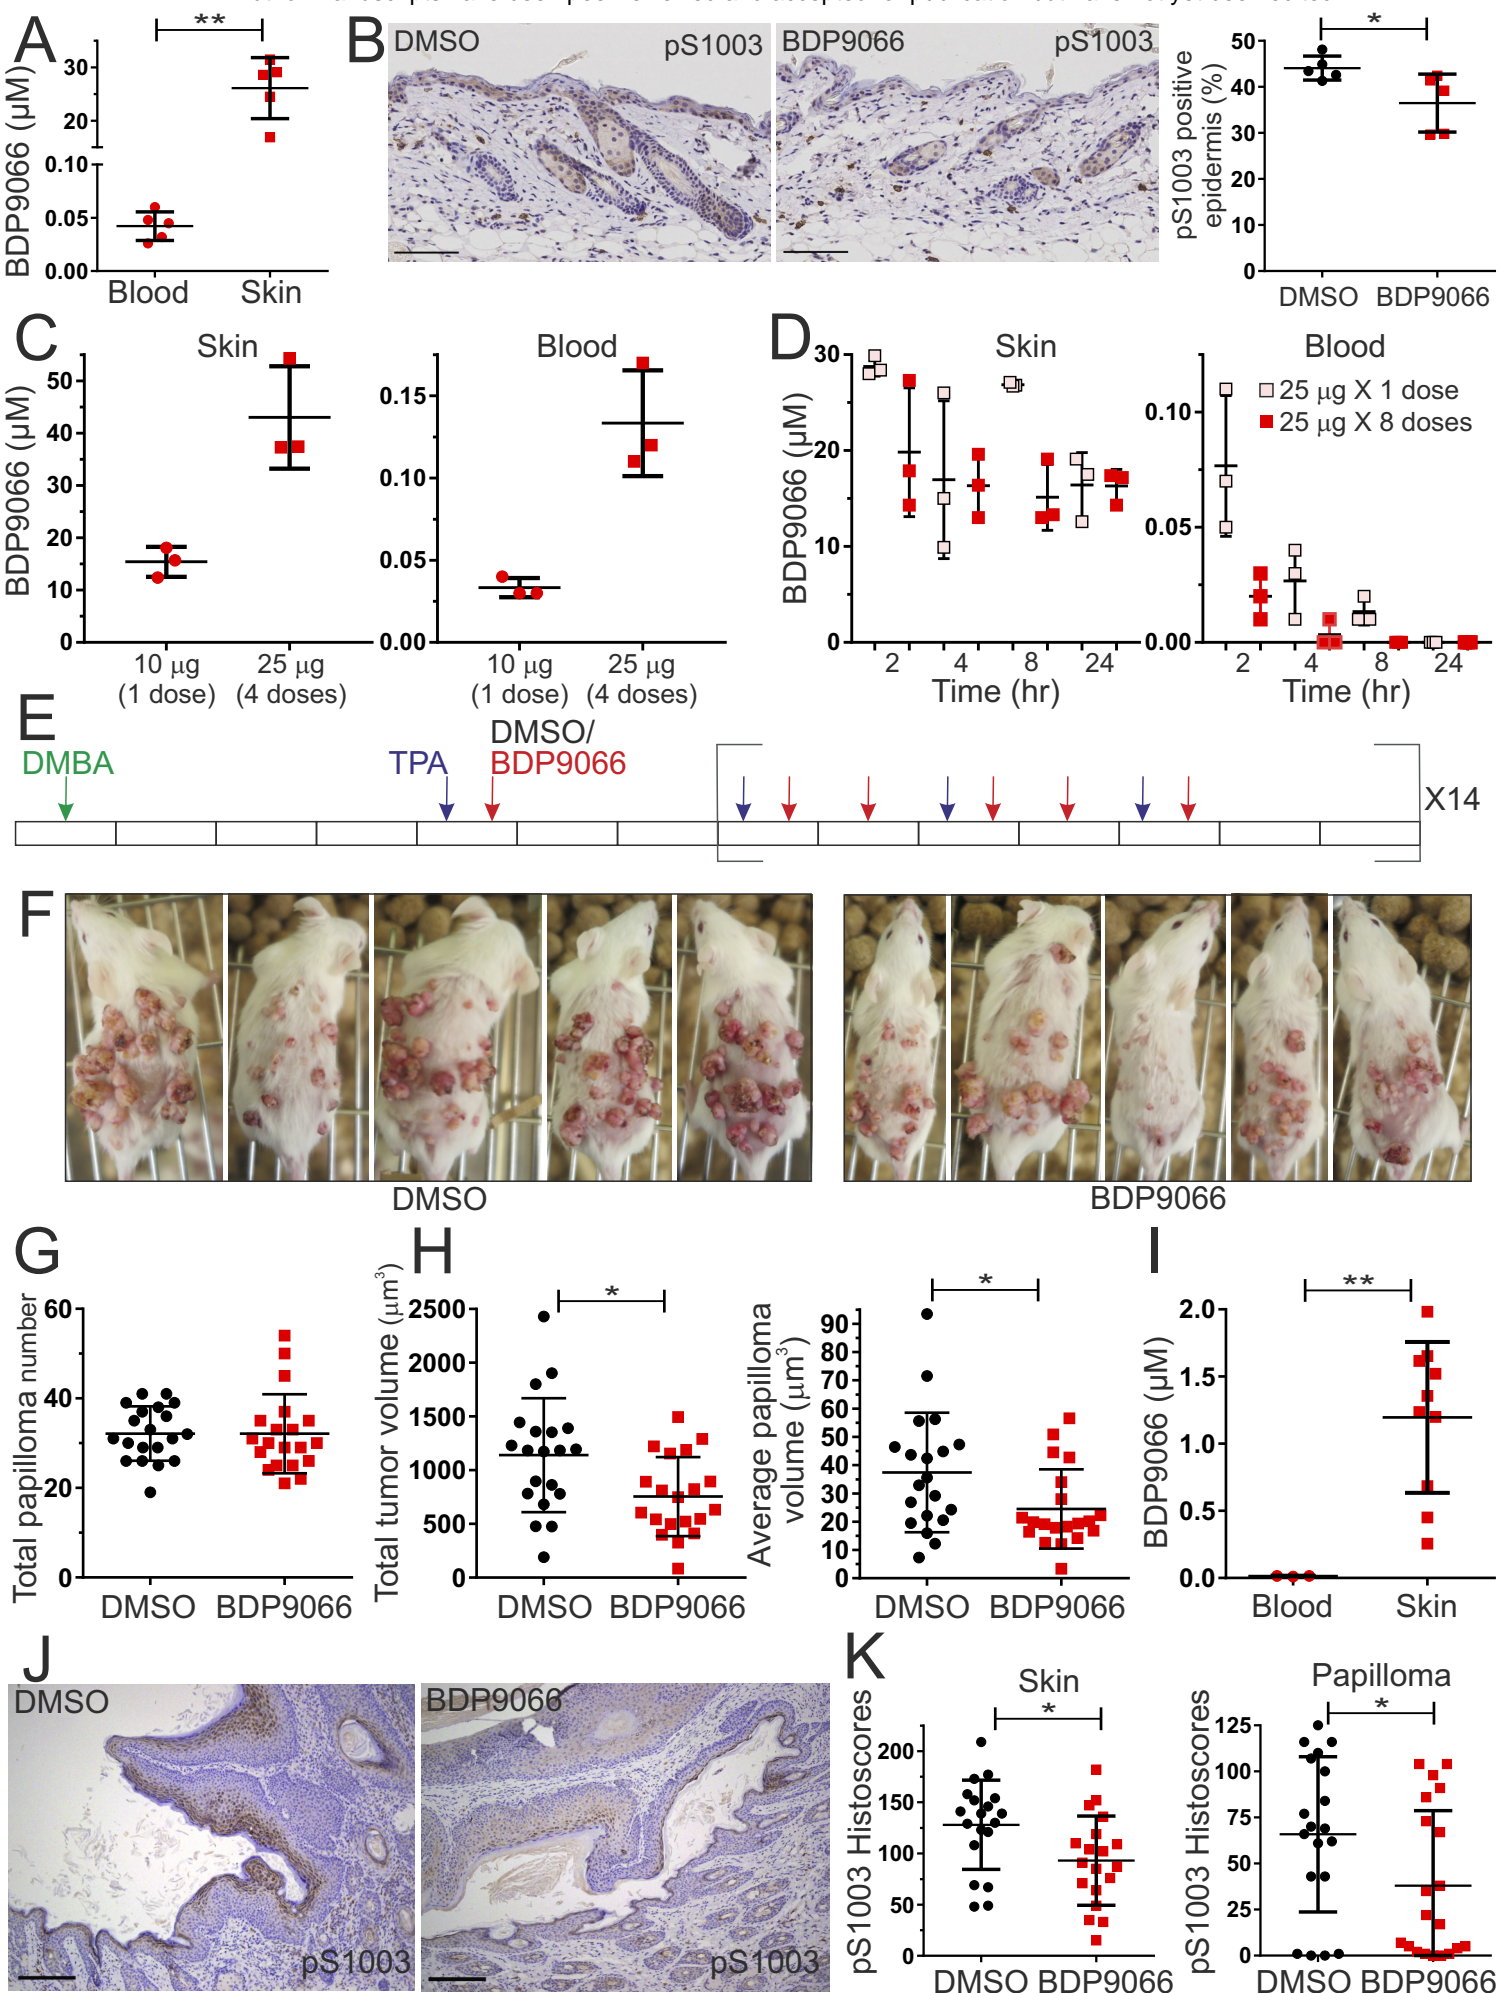 A
**
BDP9066 (μM)
30
20
0.10
0.05
0.00
Blood Skin
B
DMSO pS1003
BDP9066 pS1003
*
pS1003 positive
epidermis (%)
50
40
30
20
10
0
DMSO BDP9066
C
Skin
BDP9066 (μM)
50
40
30
20
10
0
10 μg 25 μg
(1 dose) (4 doses)
Blood
0.15
0.10
0.05
0.00
10 μg 25 μg
(1 dose) (4 doses)
D
Skin
BDP9066 (μM)
30
20
10
0
2 4 8 24
Time (hr)
Blood
25 μg X 1 dose
25 μg X 8 doses
0.10
0.05
0.00
2 4 8 24
Time (hr)
E
DMBA
TPA
DMSO/
BDP9066
X14
F
DMSO
BDP9066
G
Total papilloma number
60
40
20
0
DMSO BDP9066
H
*
Total tumor volume (μm³)
2500
2000
1500
1000
500
0
DMSO BDP9066
*
Average papilloma
volume (μm³)
90
80
70
60
50
40
30
20
10
0
DMSO BDP9066
I
**
BDP9066 (μM)
2.0
1.5
1.0
0.5
0.0
Blood Skin
J
DMSO
pS1003
BDP9066
pS1003
K
Skin
*
pS1003 Histoscores
200
150
100
50
0
DMSO BDP9066
Papilloma
*
pS1003 Histoscores
125
100
75
50
25
0
DMSO BDP9066